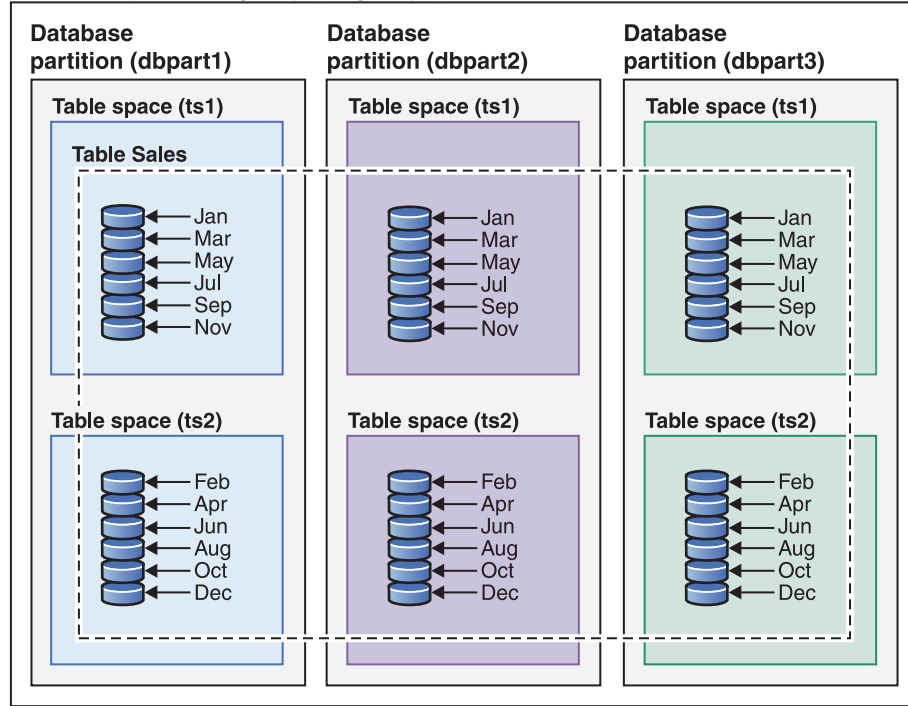 Database
partition (dbpart1)
Table space (ts1)
Table Sales
Jan
Mar
May
Jul
Sep
Nov
Table space (ts2)
Feb
Apr
Jun
Aug
Oct
Dec
Database
partition (dbpart2)
Table space (ts1)
Jan
Mar
May
Jul
Sep
Nov
Table space (ts2)
Feb
Apr
Jun
Aug
Oct
Dec
Database
partition (dbpart3)
Table space (ts1)
Jan
Mar
May
Jul
Sep
Nov
Table space (ts2)
Feb
Apr
Jun
Aug
Oct
Dec